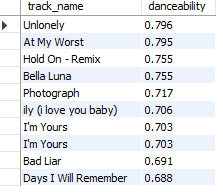 track_name danceability
Unlonely 0.796
At My Worst 0.795
Hold On - Remix 0.755
Bella Luna 0.755
Photograph 0.717
ily (i love you baby) 0.706
I'm Yours 0.703
I'm Yours 0.703
Bad Liar 0.691
Days I Will Remember 0.688